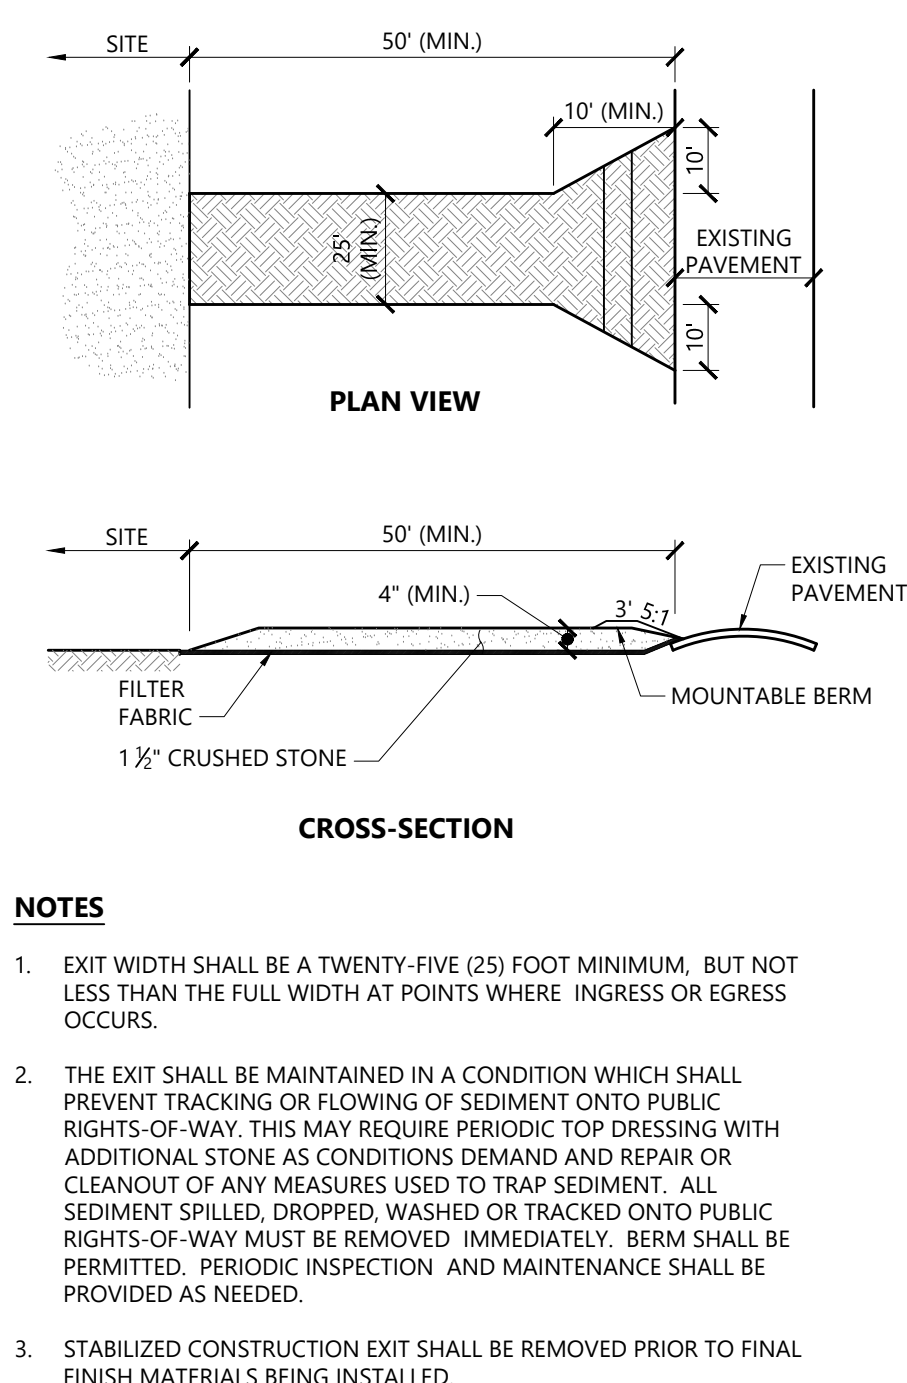 SITE
50' (MIN.)
10' (MIN.)
10'
25'
(MIN.)
EXISTING
PAVEMENT
10'
PLAN VIEW
SITE
50' (MIN.)
EXISTING
PAVEMENT
4" (MIN.)
3' 5:1
FILTER
FABRIC
MOUNTABLE BERM
1 ½" CRUSHED STONE
CROSS-SECTION
NOTES
1. EXIT WIDTH SHALL BE A TWENTY-FIVE (25) FOOT MINIMUM, BUT NOT
LESS THAN THE FULL WIDTH AT POINTS WHERE INGRESS OR EGRESS
OCCURS.
2. THE EXIT SHALL BE MAINTAINED IN A CONDITION WHICH SHALL
PREVENT TRACKING OR FLOWING OF SEDIMENT ONTO PUBLIC
RIGHTS-OF-WAY. THIS MAY REQUIRE PERIODIC TOP DRESSING WITH
ADDITIONAL STONE AS CONDITIONS DEMAND AND REPAIR OR
CLEANOUT OF ANY MEASURES USED TO TRAP SEDIMENT. ALL
SEDIMENT SPILLED, DROPPED, WASHED OR TRACKED ONTO PUBLIC
RIGHTS-OF-WAY MUST BE REMOVED IMMEDIATELY. BERM SHALL BE
PERMITTED. PERIODIC INSPECTION AND MAINTENANCE SHALL BE
PROVIDED AS NEEDED.
3. STABILIZED CONSTRUCTION EXIT SHALL BE REMOVED PRIOR TO FINAL
FINISH MATERIALS BEING INSTALLED.